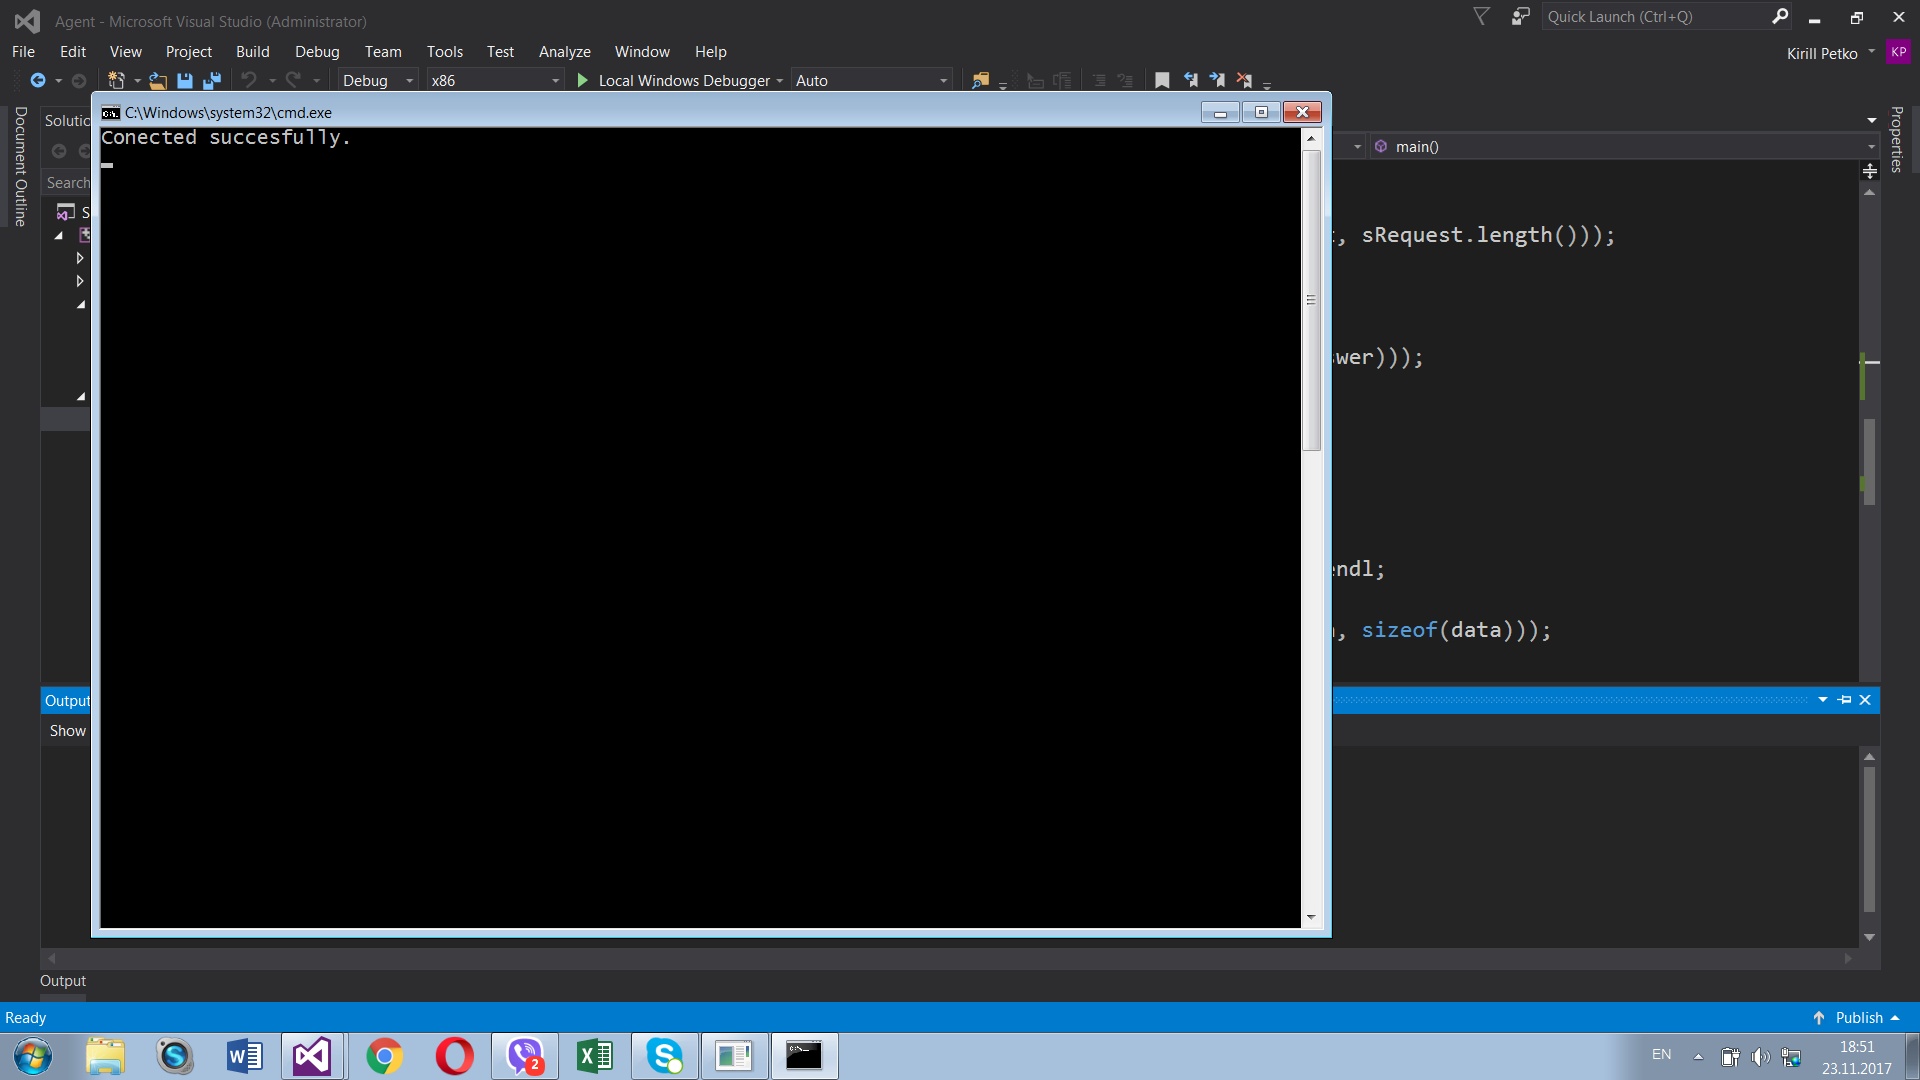 Agent - Microsoft Visual Studio (Administrator)
Quick Launch (Ctrl+Q)
File Edit View Project Build Debug Team Tools Test Analyze Window Help
Kirill Petko KP
Debug x86 Local Windows Debugger Auto
Document Outline
Solutio
C:\Windows\system32\cmd.exe
Conected succesfully.
main()
Properties
Search
S
, sRequest.length()));
wer)));
endl;
, sizeof(data)));
Output
Show
Output
Ready
Publish
2
EN
18:51
23.11.2017